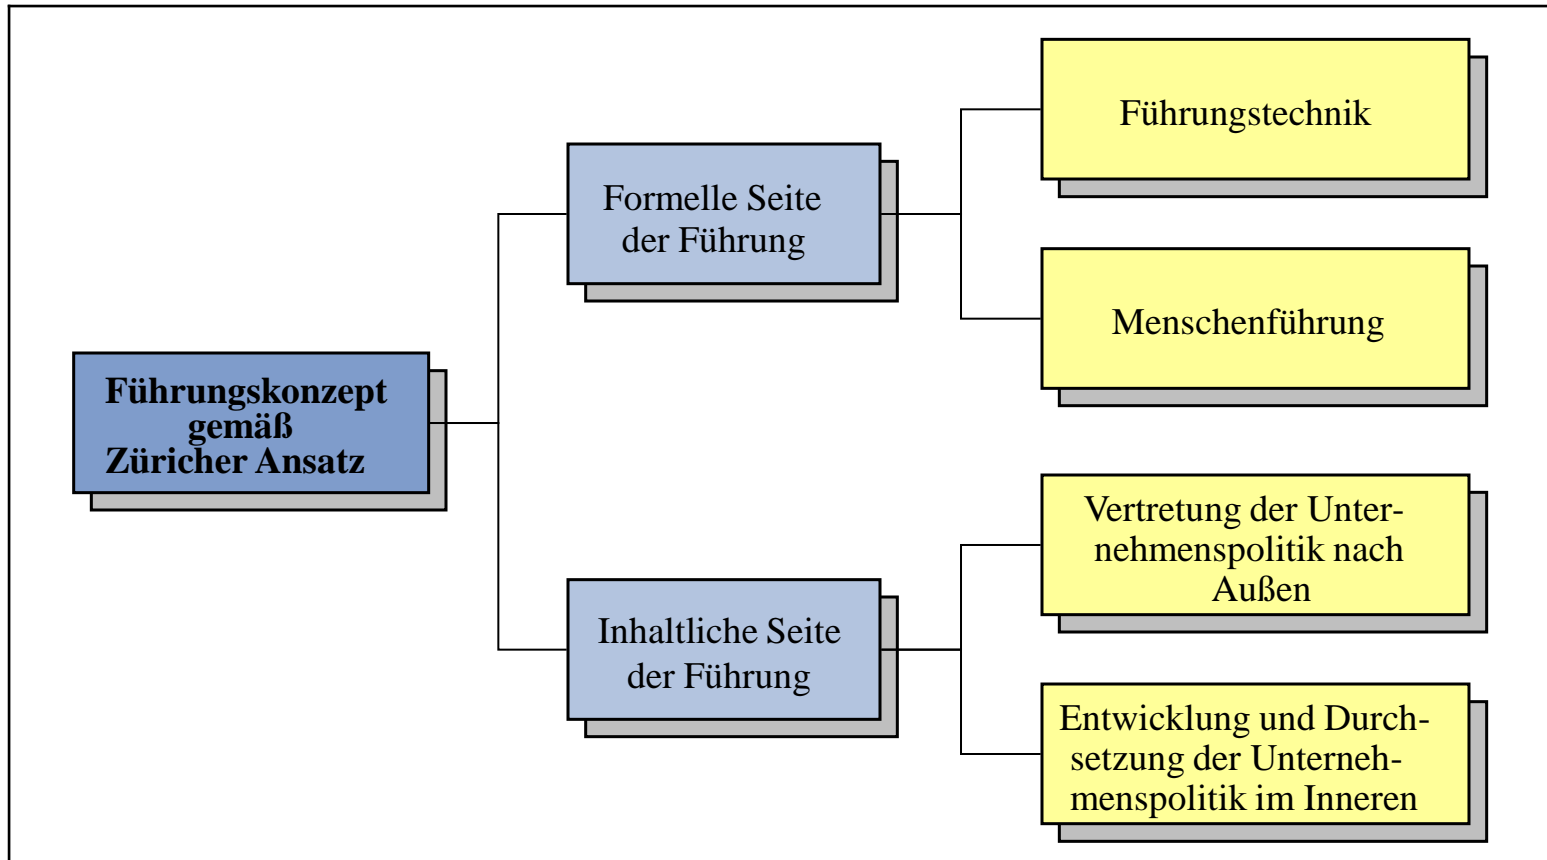 Führungskonzept
gemäß
Züricher Ansatz
Formelle Seite
der Führung
Führungstechnik
Menschenführung
Inhaltliche Seite
der Führung
Vertretung der Unter-
nehmenspolitik nach
Außen
Entwicklung und Durch-
setzung der Unterneh-
menspolitik im Inneren